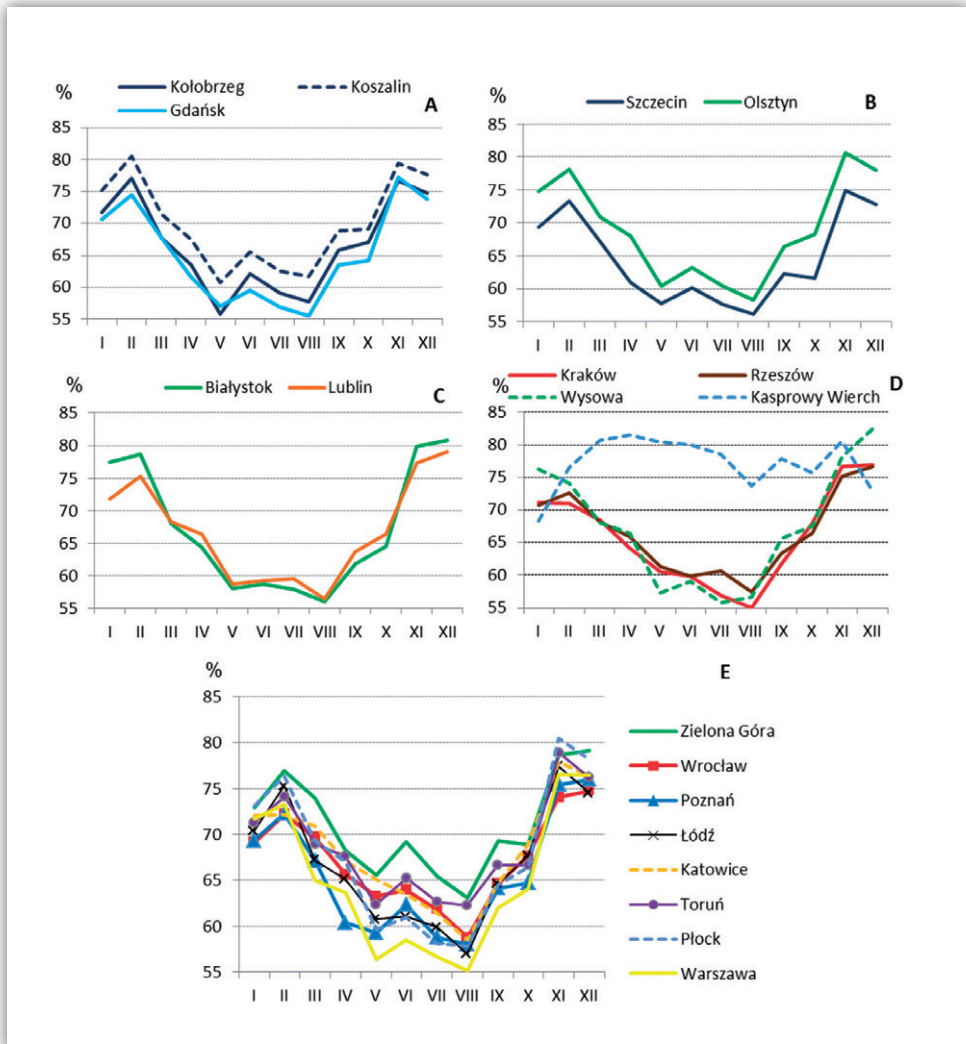 % Kołobrzeg Koszalin
Gdańsk A
85
80
75
70
65
60
55
I II III IV V VI VII VIII IX X XI XII
% Szczecin Olsztyn B
85
80
75
70
65
60
55
I II III IV V VI VII VIII IX X XI XII
% Białystok Lublin C
85
80
75
70
65
60
55
I II III IV V VI VII VIII IX X XI XII
% Kraków Rzeszów D
Wysowa Kasprowy Wierch
85
80
75
70
65
60
55
I II III IV V VI VII VIII IX X XI XII
% E
85
80
75
70
65
60
55
I II III IV V VI VII VIII IX X XI XII
Zielona Góra
Wrocław
Poznań
Łódź
Katowice
Toruń
Płock
Warszawa